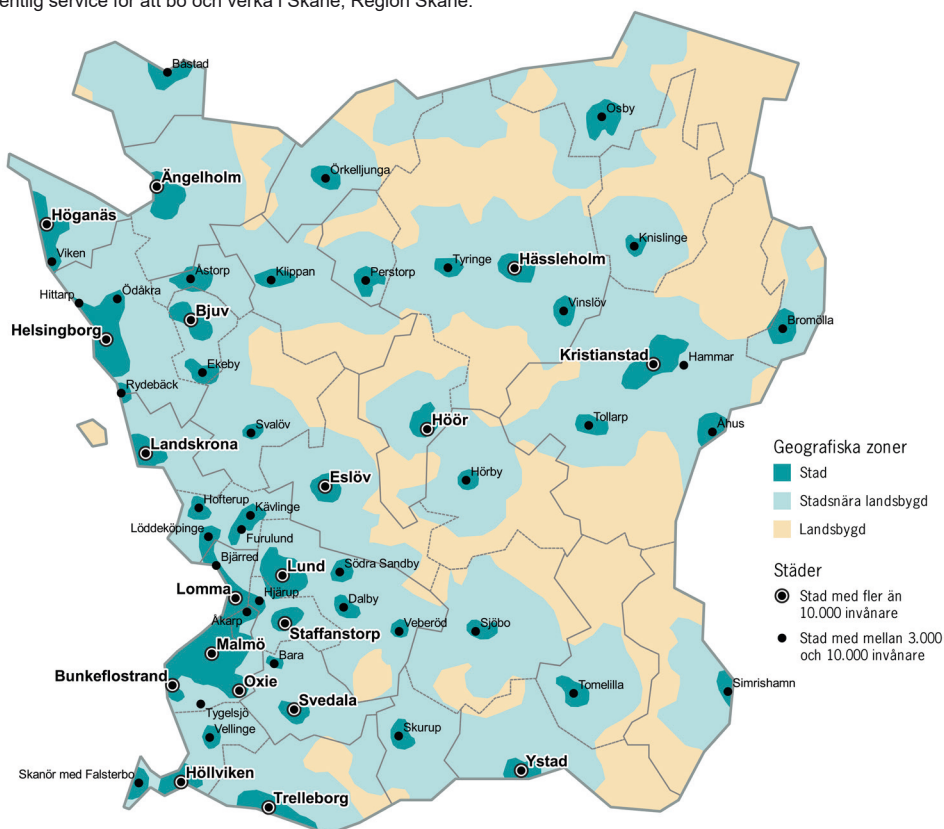 entlig service för att bo och verka i Skåne, Region Skåne.
Båstad
Osby
Örkelljunga
Ängelholm
Höganäs
Knislinge
Viken
Åstorp
Klippan
Perstorp
Tyringe
Hässleholm
Hittarp
Ödåkra
Bjuv
Vinslöv
Bromölla
Helsingborg
Kristianstad
Hammar
Ekeby
Rydebäck
Höör
Tollarp
Åhus
Svalöv
Landskrona
Geografiska zoner
Stad
Stadsnära landsbygd
Landsbygd
Städer
Stad med fler än
10.000 invånare
Stad med mellan 3.000
och 10.000 invånare
Eslöv
Hörby
Hofterup
Kävlinge
Löddeköpinge
Furulund
Bjärred
Lund
Södra Sandby
Lomma
Hjärup
Dalby
Åkarp
Staffanstorp
Veberöd
Sjöbo
Malmö
Bara
Bunkeflostrand
Oxie
Tomelilla
Simrishamn
Svedala
Tygelsjö
Vellinge
Skurup
Skanör med Falsterbo
Höllviken
Ystad
Trelleborg